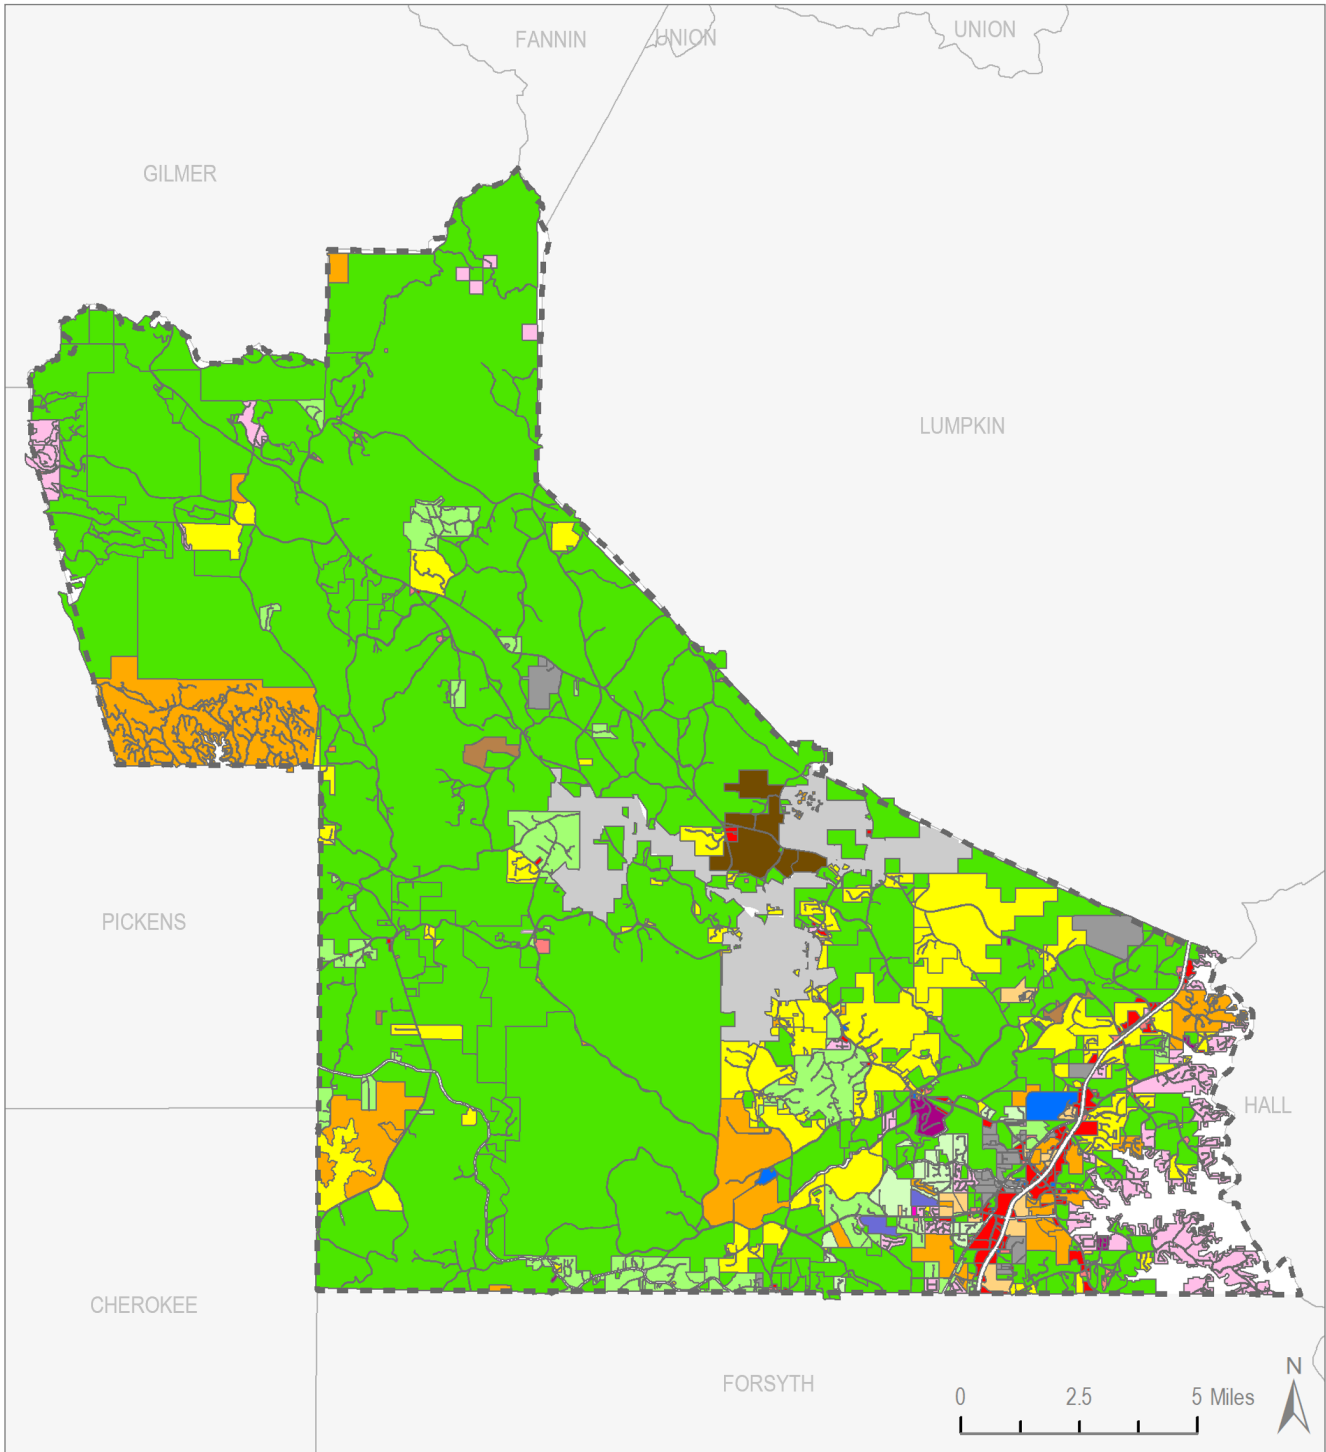 FANNIN
UNION
UNION
GILMER
LUMPKIN
PICKENS
HALL
CHEROKEE
FORSYTH
N
0 2.5 5 Miles